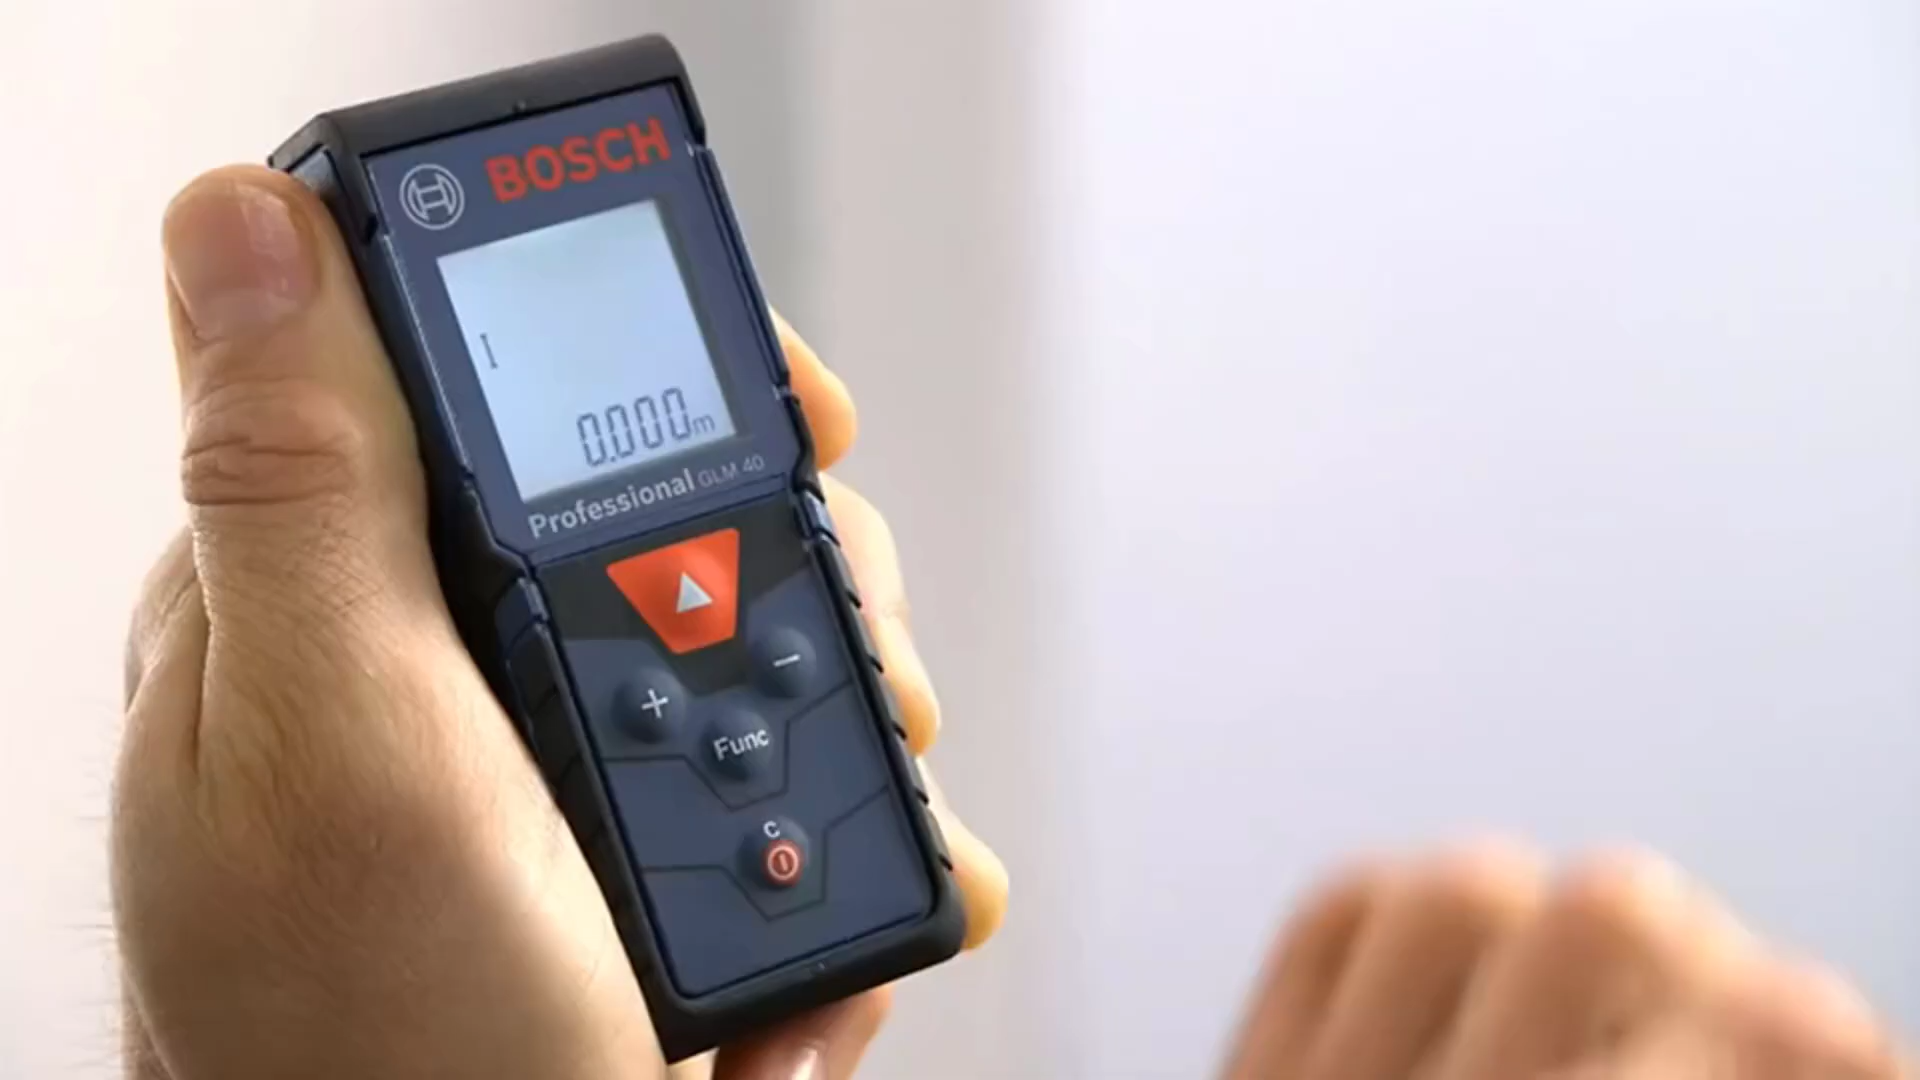 BOSCH
0.000m
Professional GLM 40
+
−
Func
C